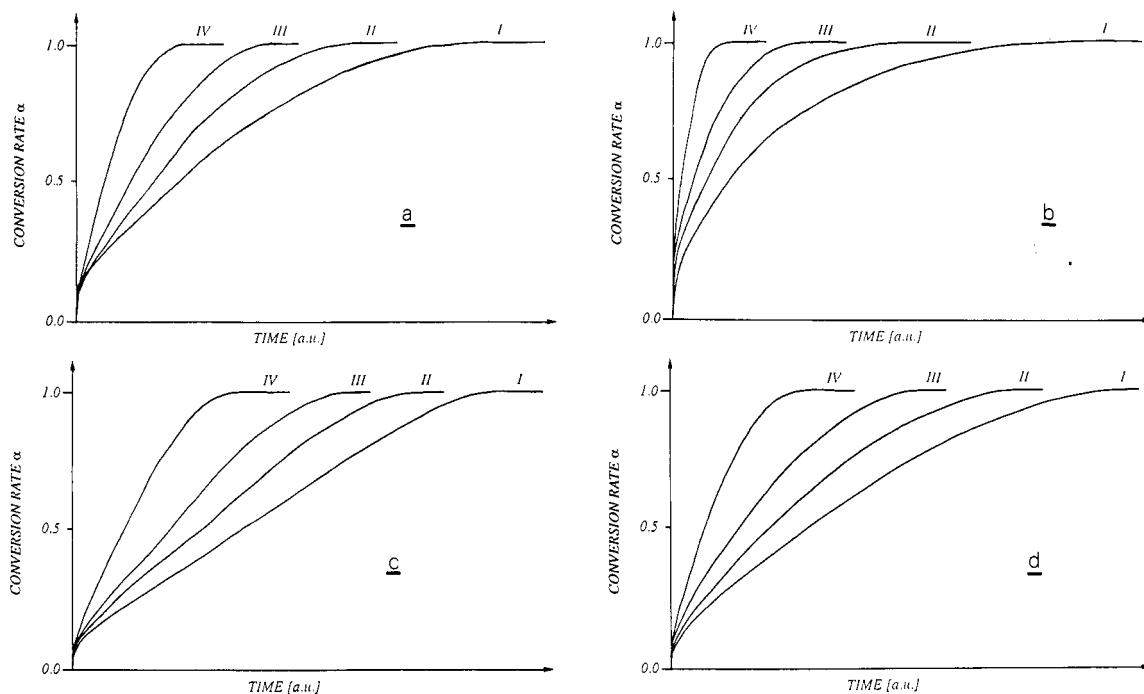 IV III II I
1.0
CONVERSION RATE α
0.5
a
0.0
TIME [a.u.]
IV III II I
1.0
CONVERSION RATE α
0.5
b
0.0
TIME [a.u.]
IV III II I
1.0
CONVERSION RATE α
0.5
c
0.0
TIME [a.u.]
IV III II I
1.0
CONVERSION RATE α
0.5
d
0.0
TIME [a.u.]